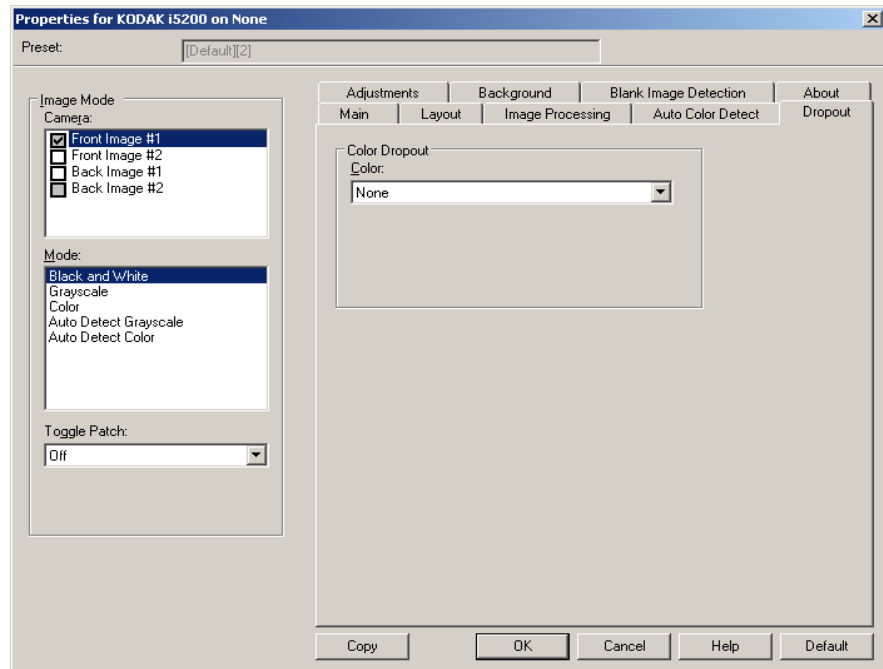 Properties for KODAK i5200 on None
Preset:
[Default][2]
Image Mode
Camera:
Front Image #1
Front Image #2
Back Image #1
Back Image #2
Mode:
Black and White
Grayscale
Color
Auto Detect Grayscale
Auto Detect Color
Toggle Patch:
Off
Adjustments Background Blank Image Detection About
Main Layout Image Processing Auto Color Detect Dropout
Color Dropout
Color:
None
Copy OK Cancel Help Default